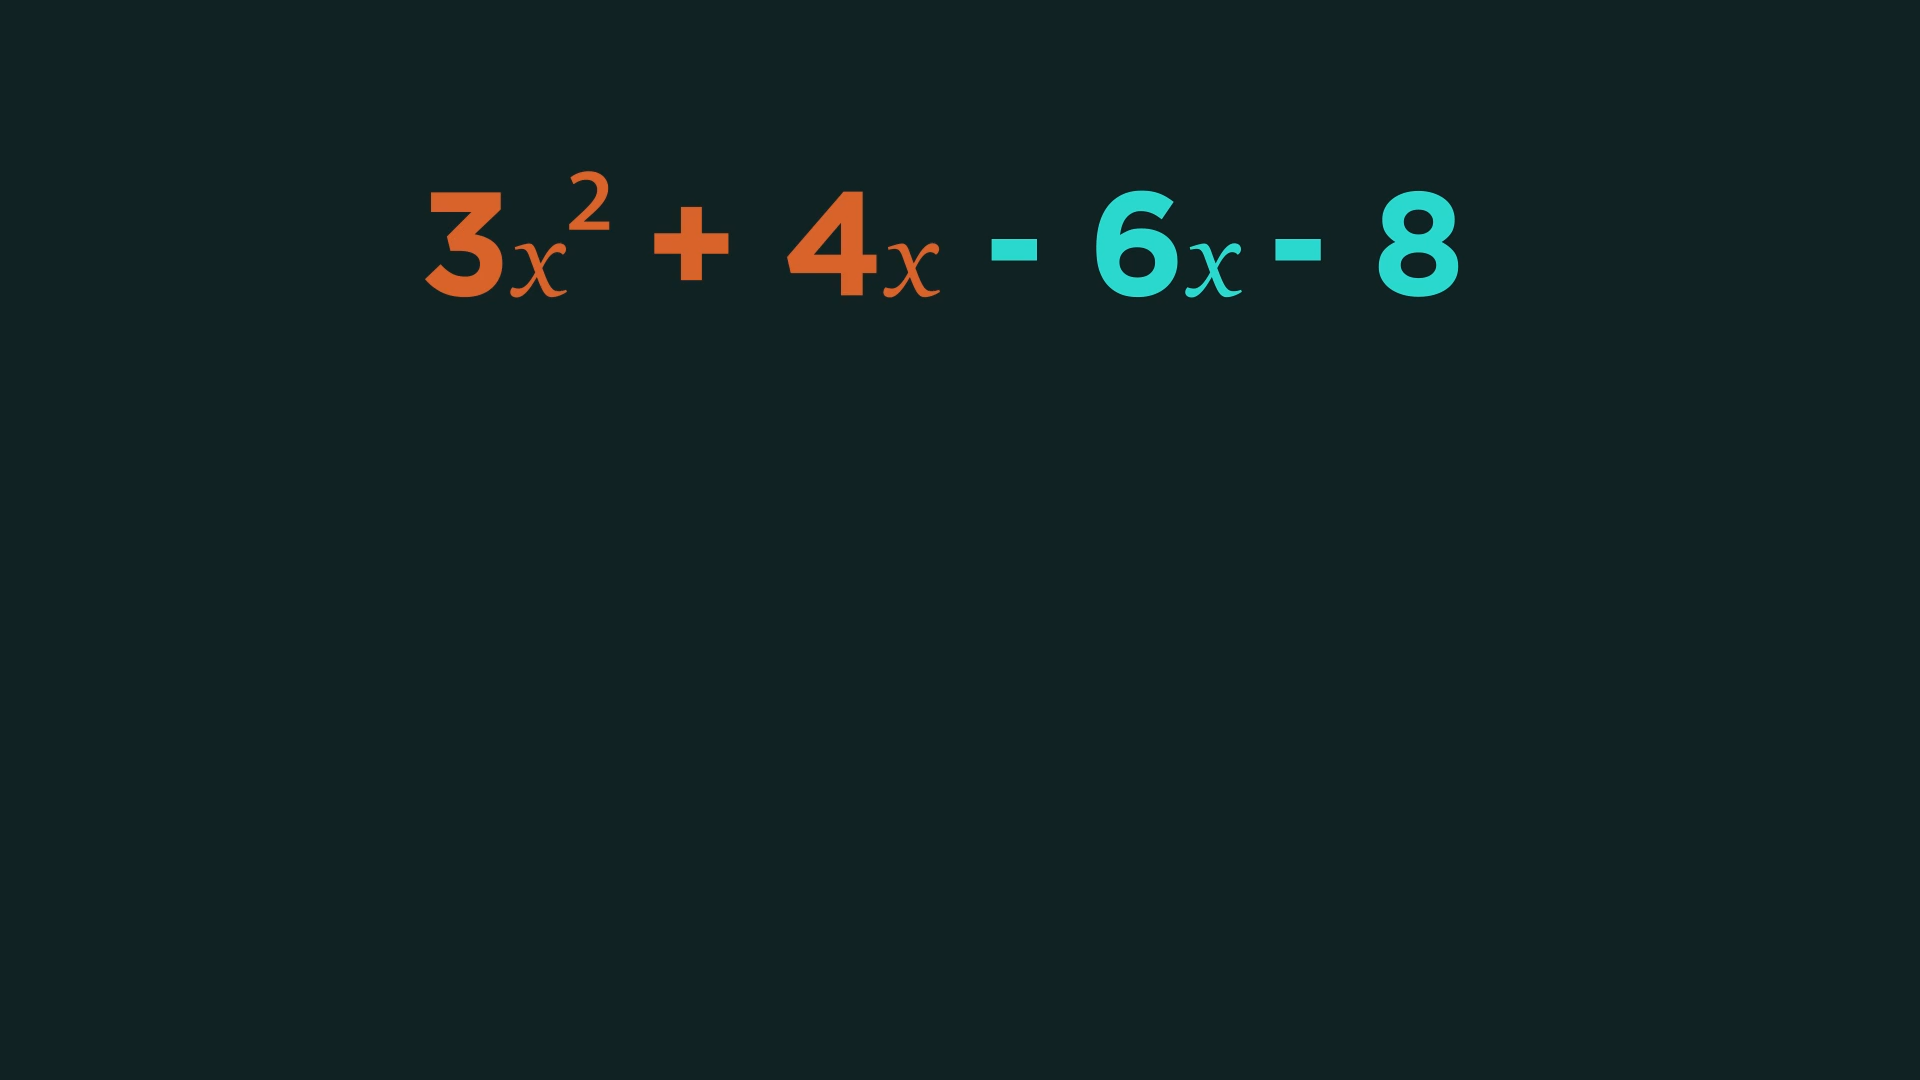 3x² + 4x - 6x - 8